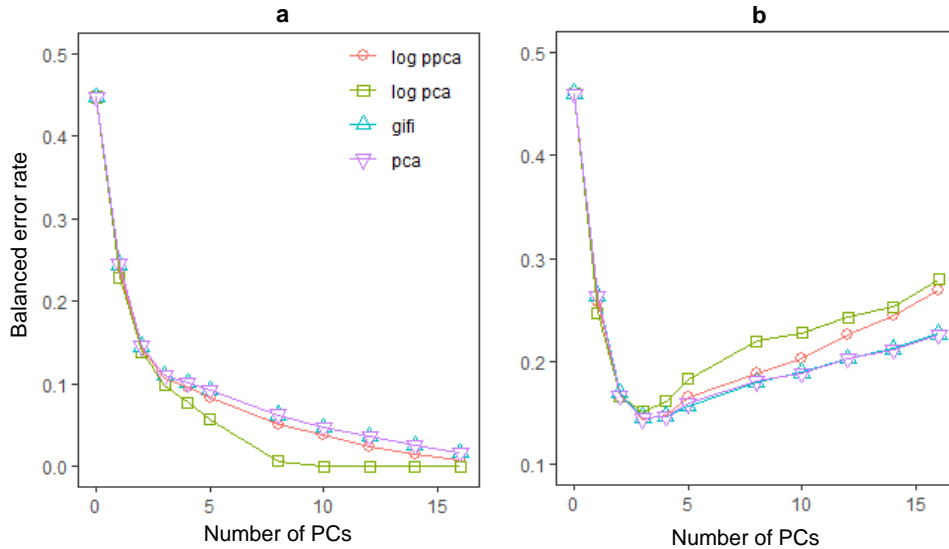 a
b
Balanced error rate
0.5
0.4
0.3
0.2
0.1
0.0
log ppca
log pca
gifi
pca
0
5
10
15
Number of PCs
0.5
0.4
0.3
0.2
0.1
0
5
10
15
Number of PCs